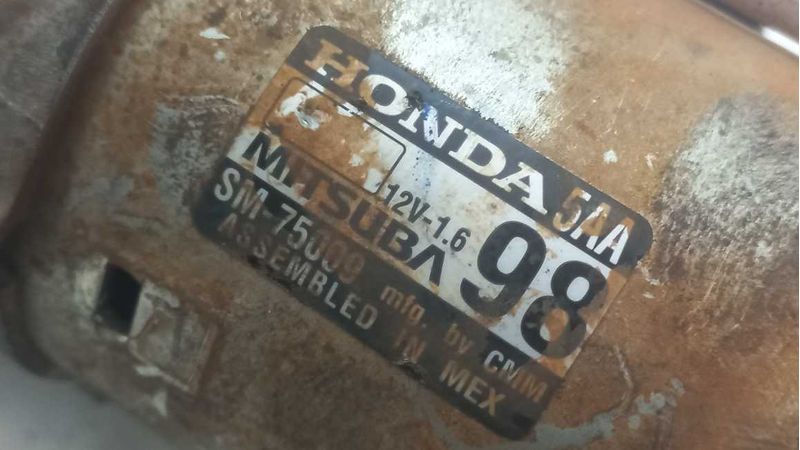 HONDA 5AA
12V-1.6
98
MITSUBA
SM-75009 mfg. by CMM
ASSEMBLED IN MEX